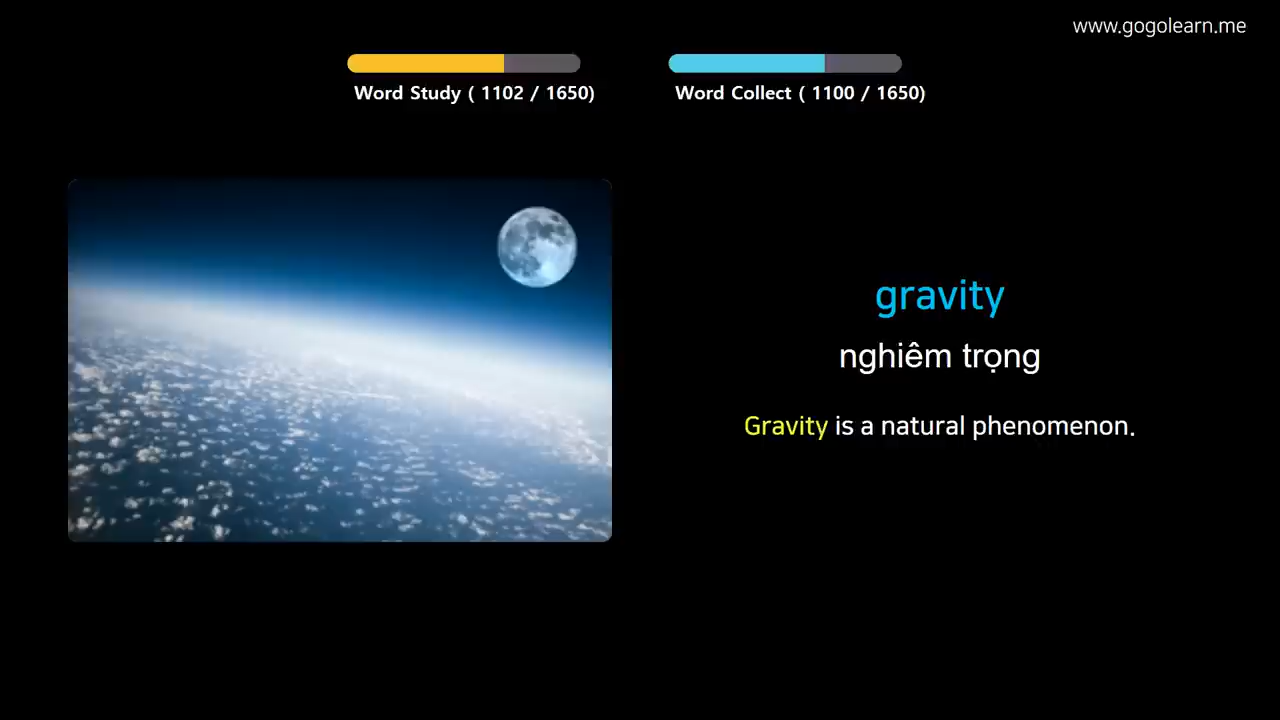 www.gogolearn.me
Word Study ( 1102 / 1650)
Word Collect ( 1100 / 1650)
gravity
nghiêm trọng
Gravity is a natural phenomenon.